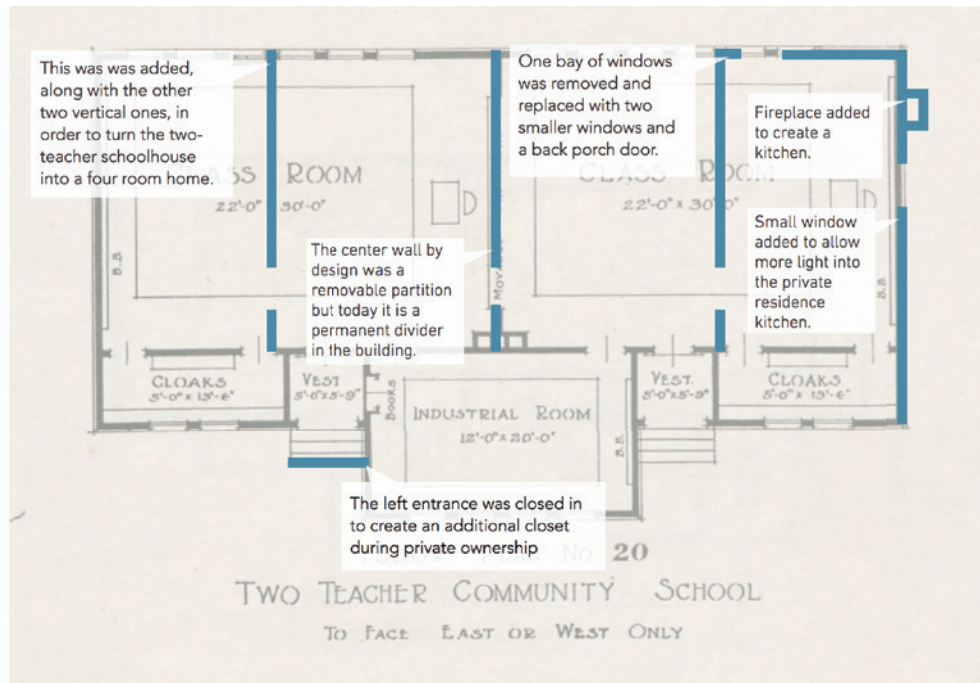 This was was added,
along with the other
two vertical ones, in
order to turn the two-
teacher schoolhouse
into a four room home.
One bay of windows
was removed and
replaced with two
smaller windows and
a back porch door.
Fireplace added
to create a
kitchen.
ROOM
22'-0" 30'-0"
CLASS ROOM
22'-0" x 30'-0"
Small window
added to allow
more light into
the private
residence
kitchen.
The center wall by
design was a
removable partition
but today it is a
permanent divider
in the building.
B.B.
B.B.
CLOAKS
5'-0" x 13'-6"
VEST
5'-0"x5'-9"
BOOKS
INDUSTRIAL ROOM
12'-0" x 20'-0"
B.B.
VEST.
5'-0"x5'-9"
CLOAKS
5'-0" x 13'-6"
The left entrance was closed in
to create an additional closet
during private ownership
No 20
TWO TEACHER COMMUNITY SCHOOL
TO FACE EAST OR WEST ONLY